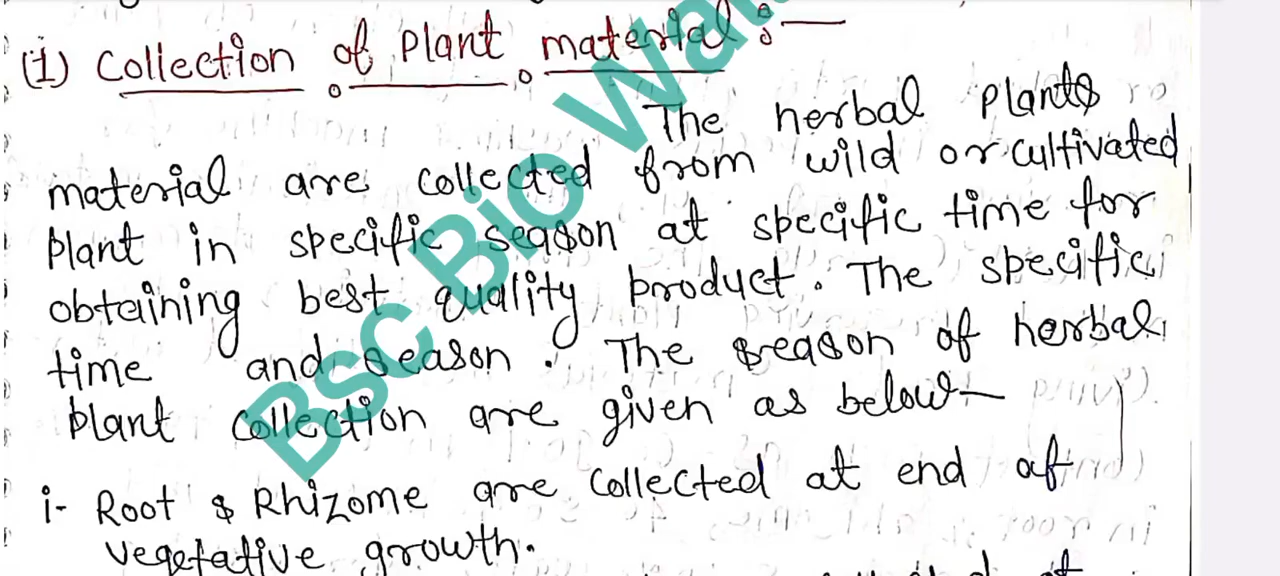 (1) Collection of Plant material :—
The herbal plants
material are collected from wild or cultivated
plant in specific season at specific time for
obtaining best quality product. The specific
time and season. The season of herbal
plant collection are given as below—
i- Root & Rhizome are collected at end of
vegetative growth.
BSC Bio